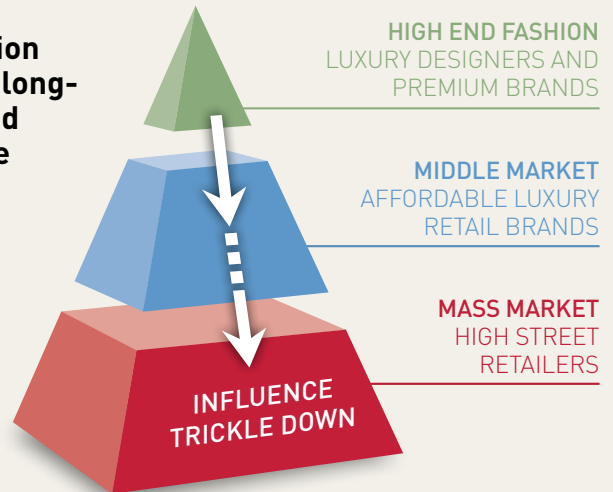 long-
HIGH END FASHION
LUXURY DESIGNERS AND
PREMIUM BRANDS
MIDDLE MARKET
AFFORDABLE LUXURY
RETAIL BRANDS
MASS MARKET
HIGH STREET
RETAILERS
INFLUENCE
TRICKLE DOWN